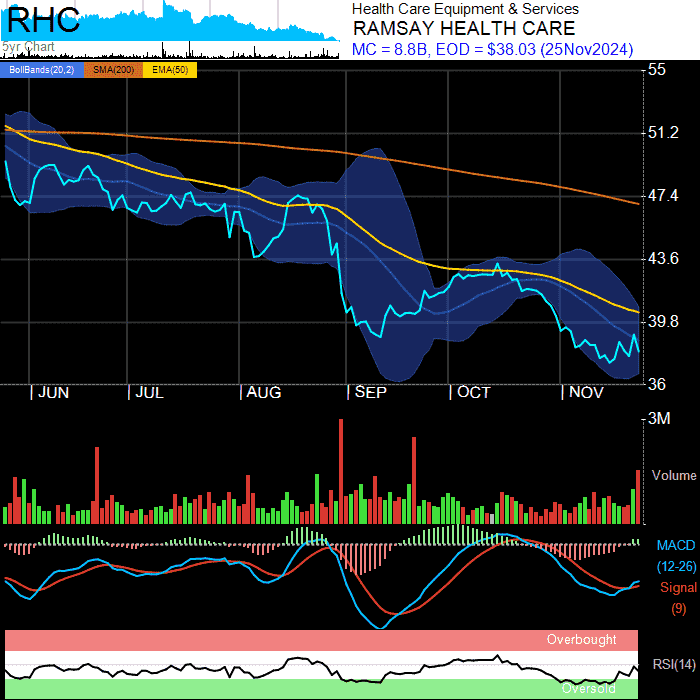 RHC
5yr Chart
Health Care Equipment & Services
RAMSAY HEALTH CARE
MC = 8.8B, EOD = $38.03 (25Nov2024)
BollBands(20,2) SMA(200) EMA(50)
55
51.2
47.4
43.6
39.8
36
JUN JUL AUG SEP OCT NOV
3M
Volume
MACD
(12-26)
Signal
(9)
Overbought
RSI(14)
Oversold